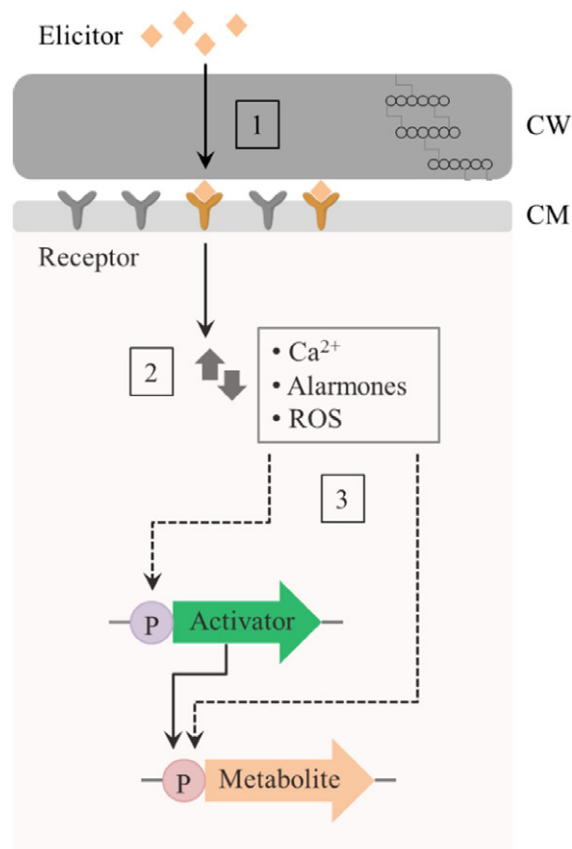 Elicitor
1
CW
CM
Receptor
2
• Ca²⁺
• Alarmones
• ROS
3
P Activator
P Metabolite